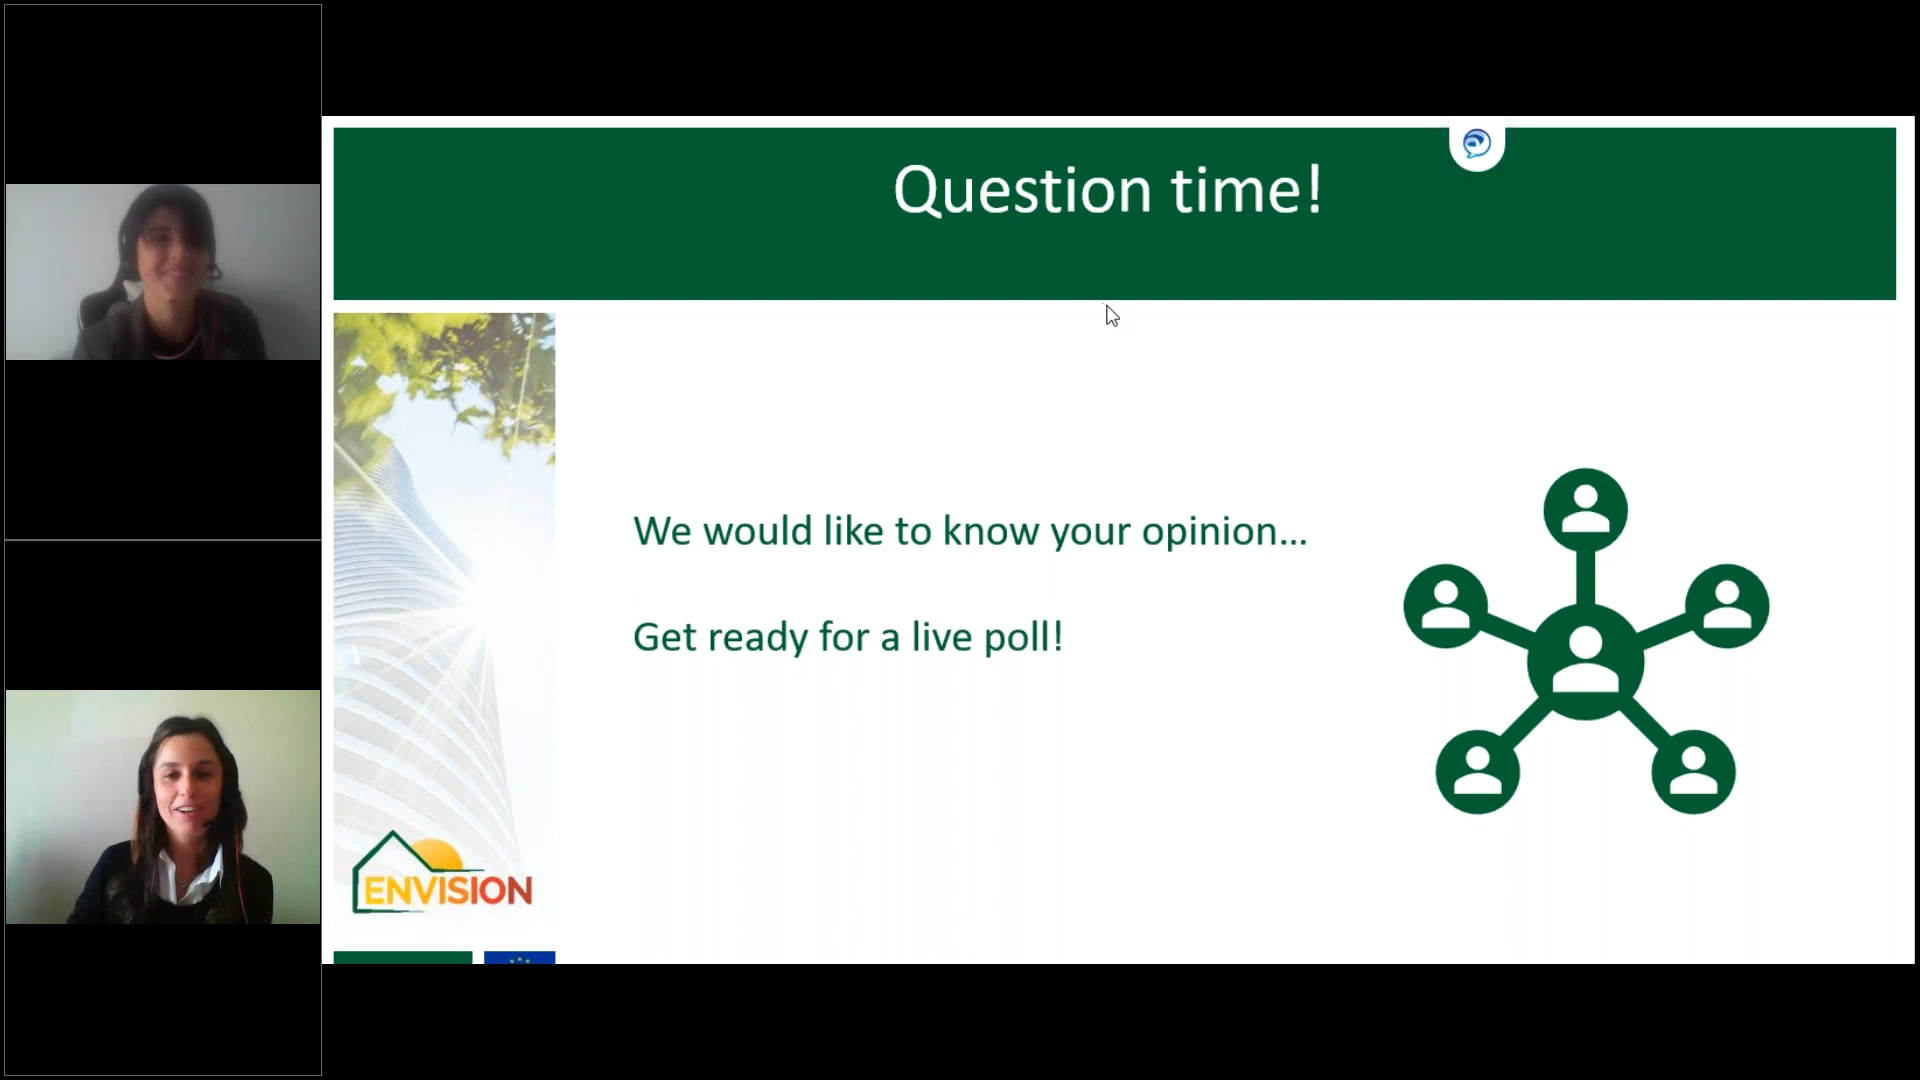 Question time!
We would like to know your opinion...
Get ready for a live poll!
ENVISION